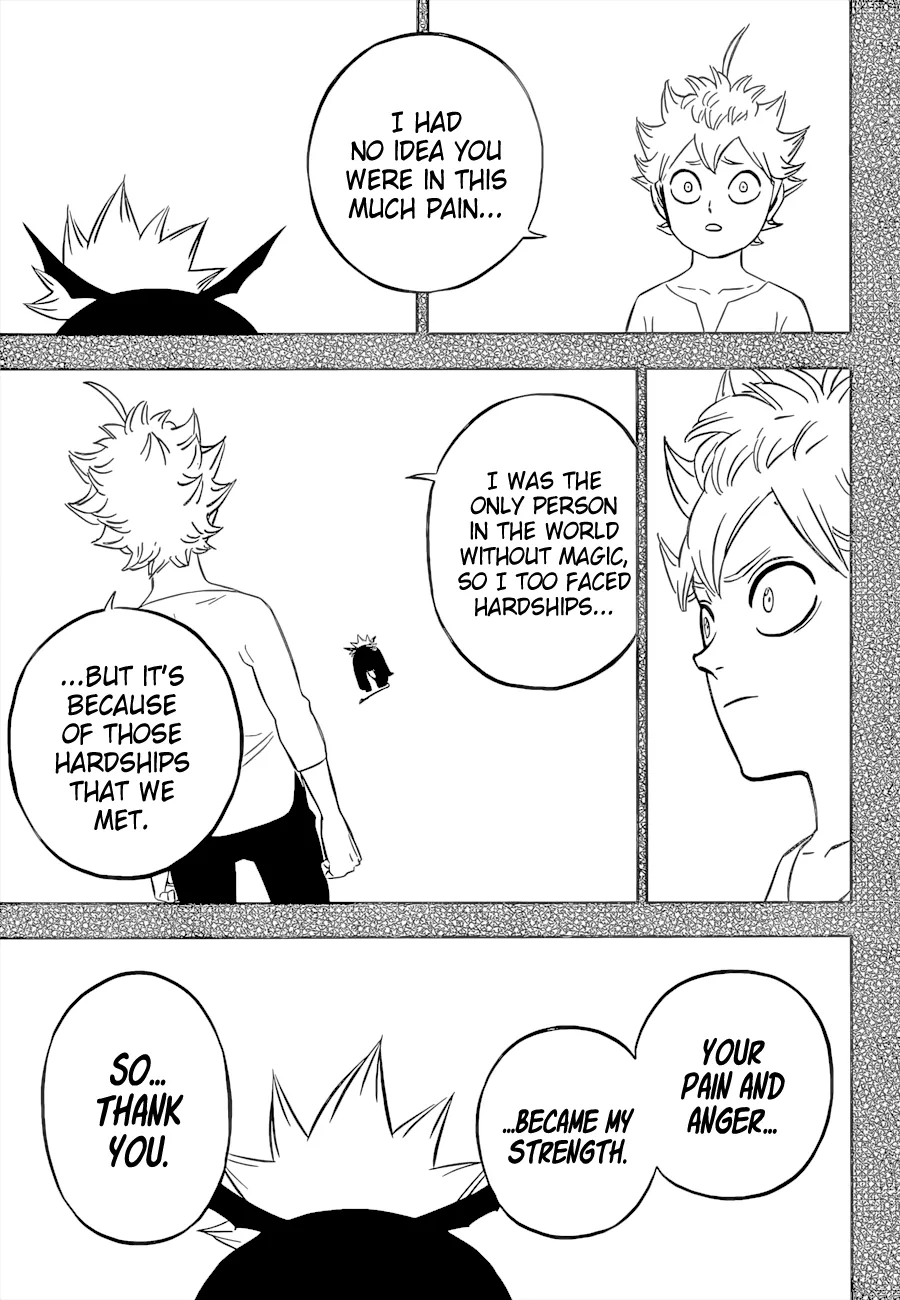 I HAD
NO IDEA YOU
WERE IN THIS
MUCH PAIN...
I WAS THE
ONLY PERSON
IN THE WORLD
WITHOUT MAGIC,
SO I TOO FACED
HARDSHIPS...
...BUT IT'S
BECAUSE
OF THOSE
HARDSHIPS
THAT WE
MET.
YOUR
PAIN AND
ANGER...
...BECAME MY
STRENGTH.
SO...
THANK
YOU.